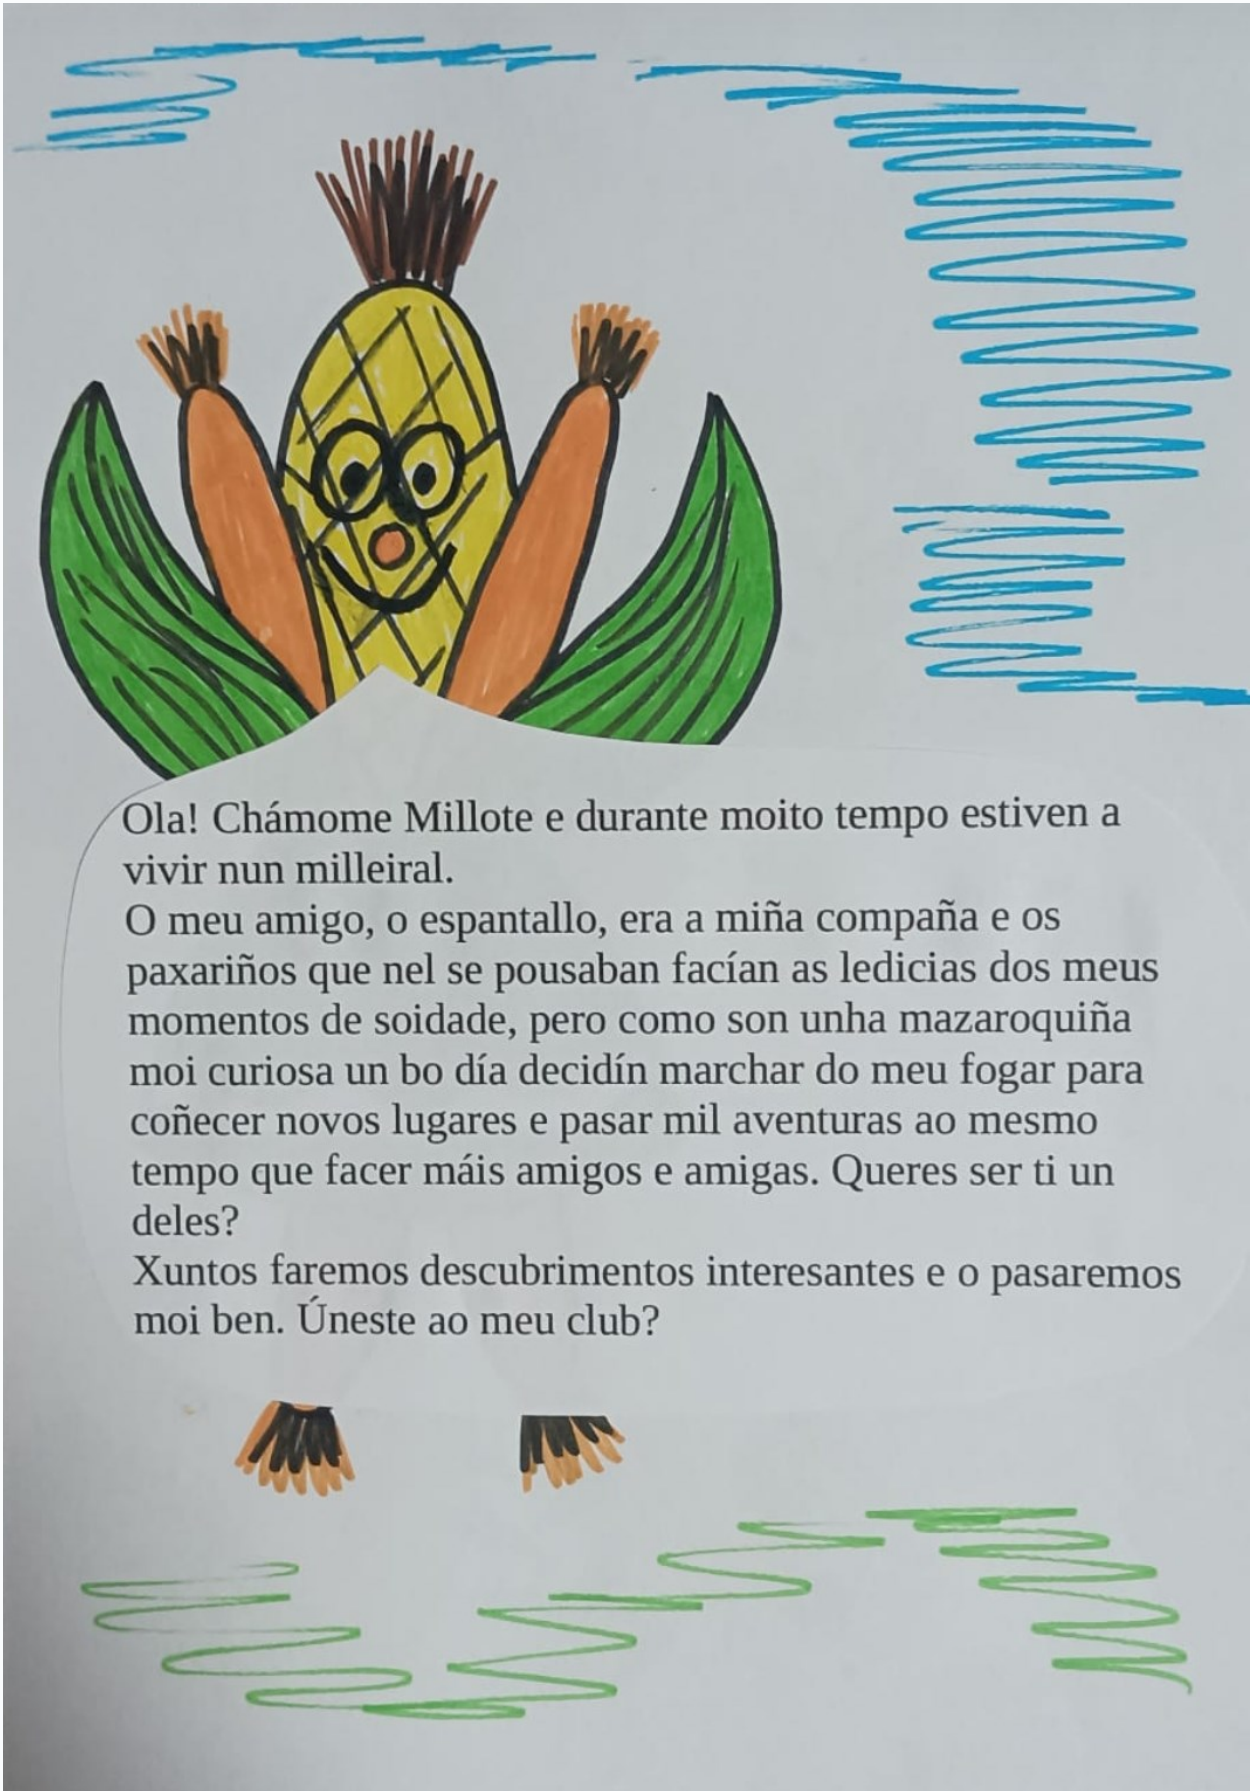 Ola! Chámome Millote e durante moito tempo estiven a
vivir nun milleiral.
O meu amigo, o espantallo, era a miña compaña e os
paxariños que nel se pousaban facían as ledicias dos meus
momentos de soidade, pero como son unha mazaroquiña
moi curiosa un bo día decidín marchar do meu fogar para
coñecer novos lugares e pasar mil aventuras ao mesmo
tempo que facer máis amigos e amigas. Queres ser ti un
deles?
Xuntos faremos descubrimentos interesantes e o pasaremos
moi ben. Úneste ao meu club?